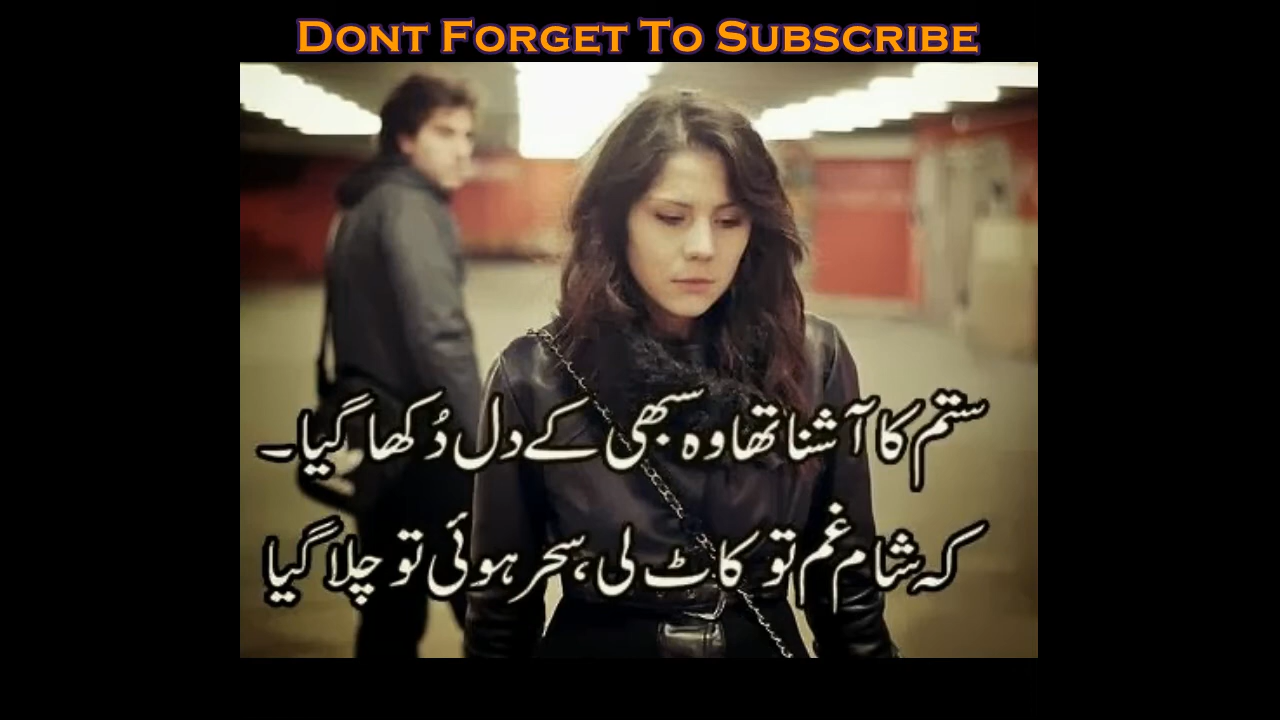 Dont Forget To Subscribe
ستم کا آشنا تھا وہ سبھی کے دل دُکھا گیا۔
کہ شام غم تو کاٹ لی، سحر ہوئی تو چلا گیا